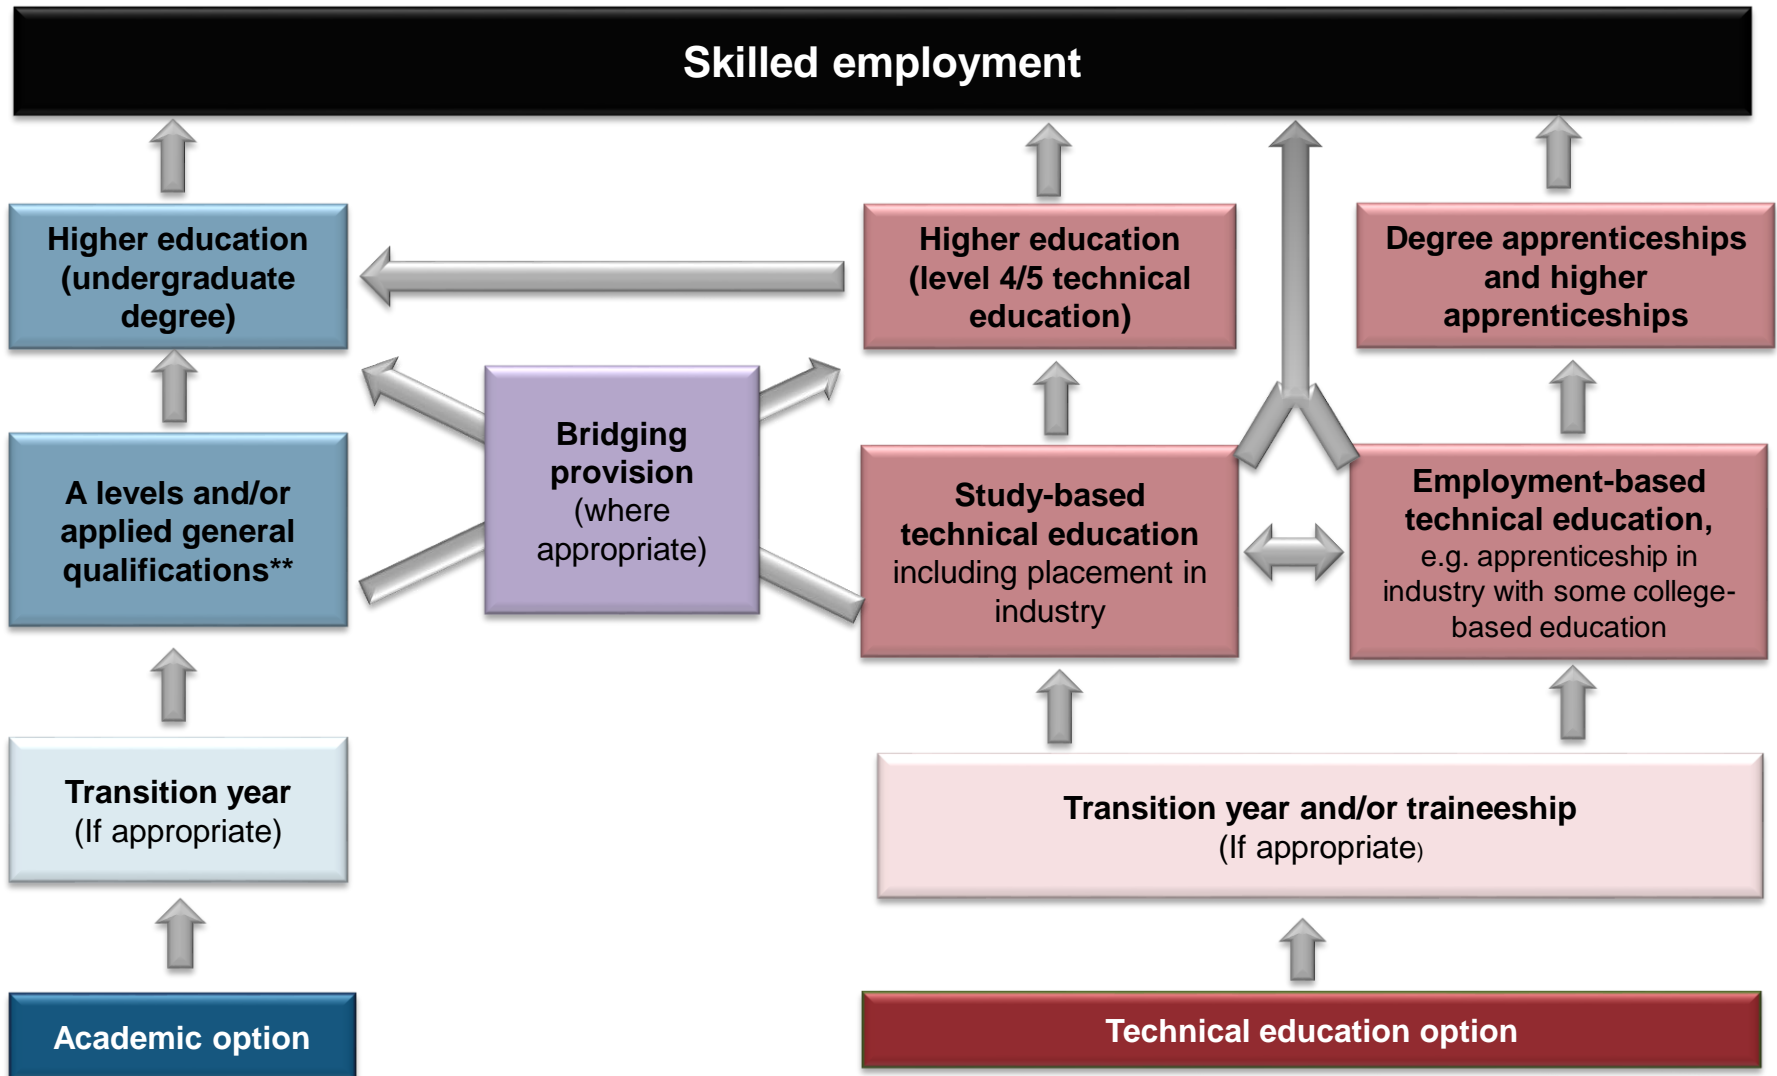 Skilled employment
Higher education
(undergraduate
degree)
Higher education
(level 4/5 technical
education)
Degree apprenticeships
and higher
apprenticeships
A levels and/or
applied general
qualifications**
Bridging
provision
(where
appropriate)
Study-based
technical education
including placement in
industry
Employment-based
technical education,
e.g. apprenticeship in
industry with some college-
based education
Transition year
(If appropriate)
Transition year and/or traineeship
(If appropriate)
Academic option
Technical education option